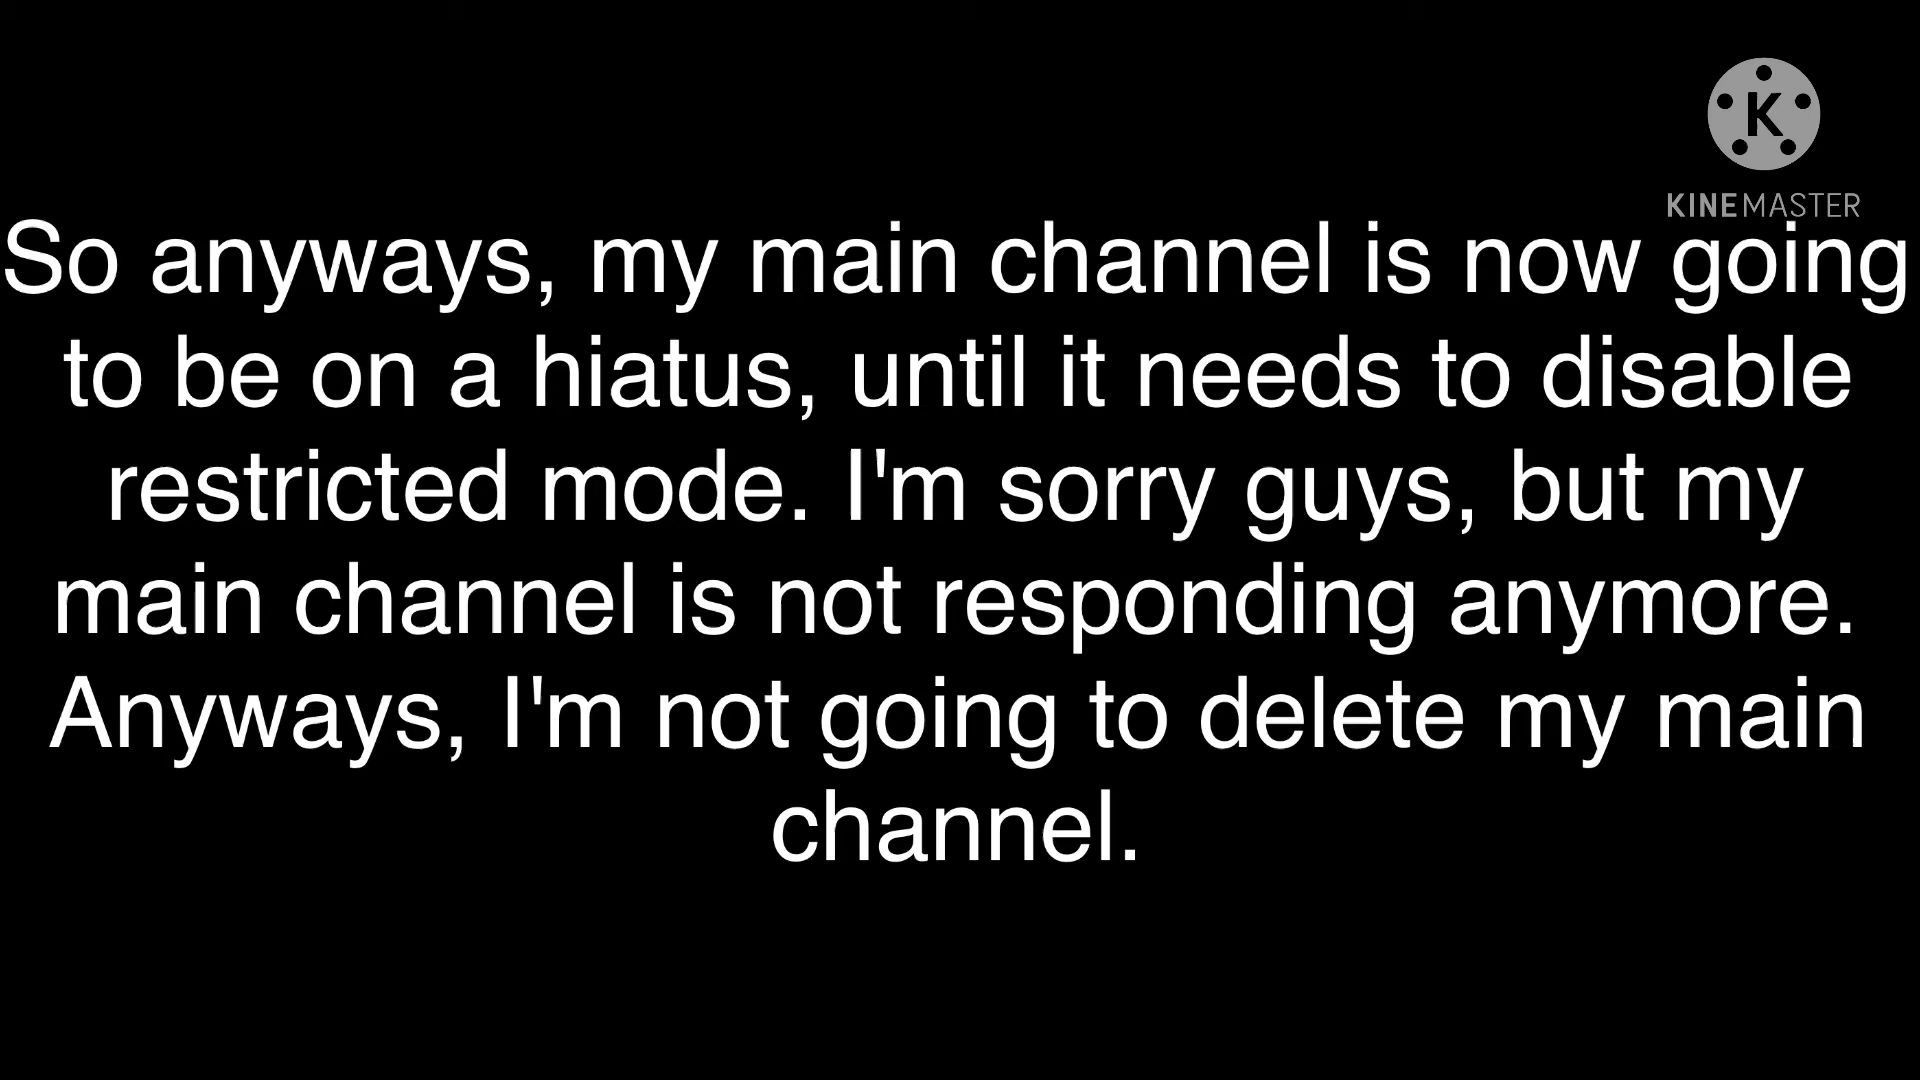 K
KINEMASTER
So anyways, my main channel is now going
to be on a hiatus, until it needs to disable
restricted mode. I'm sorry guys, but my
main channel is not responding anymore.
Anyways, I'm not going to delete my main
channel.